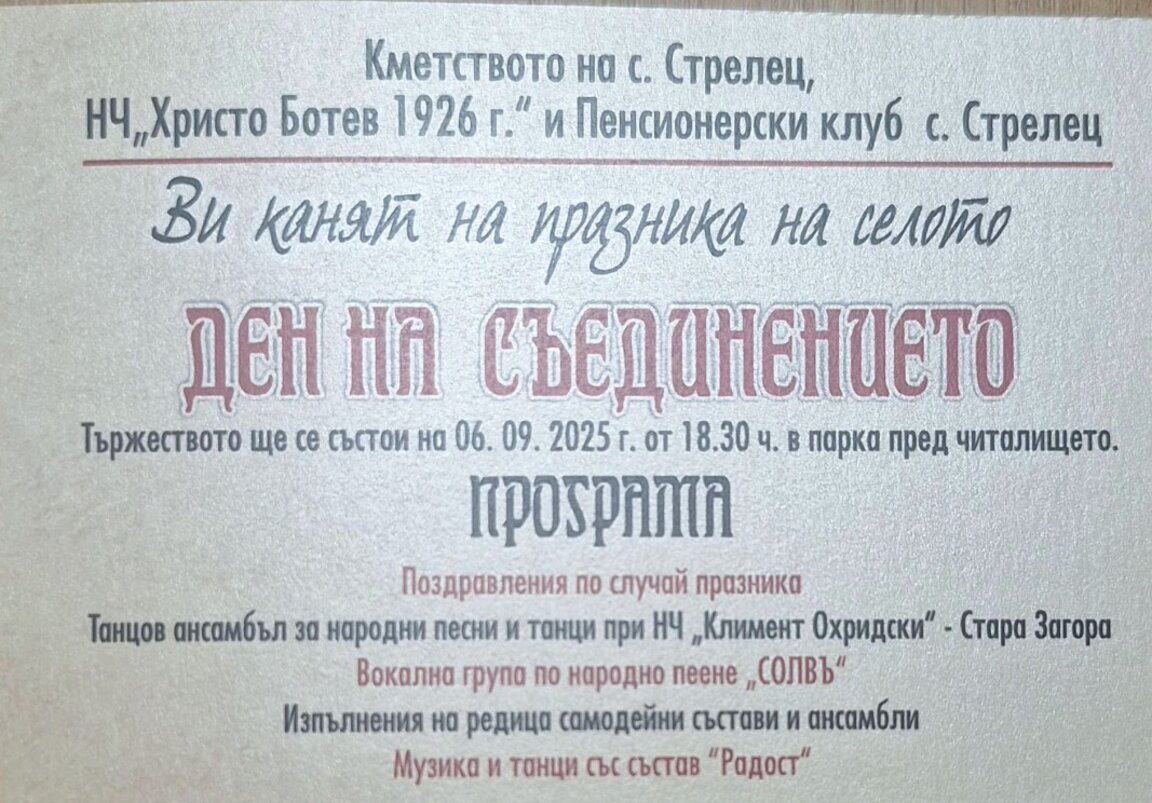 Кметството на с. Стрелец,
НЧ„Христо Ботев 1926 г.“ и Пенсионерски клуб с. Стрелец
Ви канят на празника на селото
ДЕН НА СЪЕДИНЕНИЕТО
Тържеството ще се състои на 06. 09. 2025 г. от 18.30 ч. в парка пред читалището.
ПРОГРАМА
Поздравления по случай празника
Танцов ансамбъл за народни песни и танци при НЧ „Климент Охридски“ - Стара Загора
Вокална група по народно пеене „СОЛВЪ“
Изпълнения на редица самодейни състави и ансамбли
Музика и танци със състав “Радост“